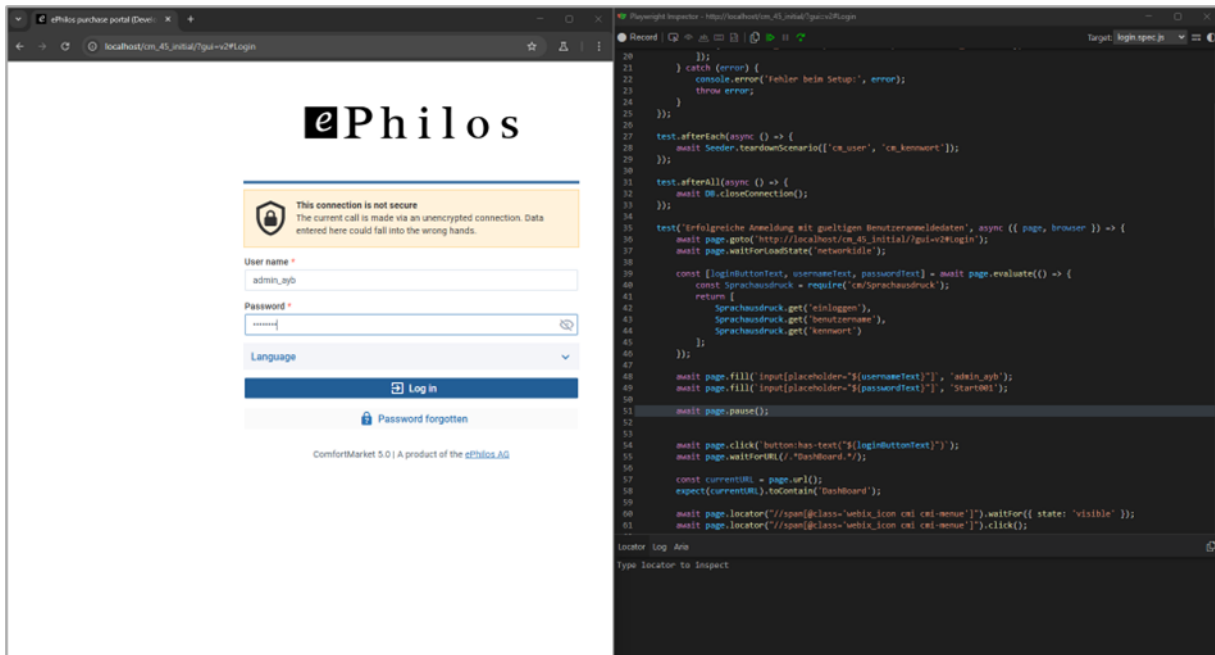 ePhilos purchase portal (Devel
localhost/cm_45_initial/?gui=v2#Login
ePhilos
This connection is not secure
The current call is made via an unencrypted connection. Data
entered here could fall into the wrong hands.
User name *
admin_ayb
Password *
Language
Log in
Password forgotten
ComfortMarket 5.0 | A product of the ePhilos AG
Playwright Inspector - http://localhost/cm_45_initial/?gui=v2#Login
Record
Target: login.spec.js
20 ]);
21 } catch (error) {
22 console.error('Fehler beim Setup:', error);
23 throw error;
24 }
25 });
26
27 test.afterEach(async () => {
28 await Seeder.teardownScenario(['cm_user', 'cm_kennwort']);
29 });
30
31 test.afterAll(async () => {
32 await DB.closeConnection();
33 });
34
35 test('Erfolgreiche Anmeldung mit gueltigen Benutzeranmeldedaten', async ({ page, browser }) => {
36 await page.goto('http://localhost/cm_45_initial/?gui=v2#Login');
37 await page.waitForLoadState('networkidle');
38
39 const [loginButtonText, usernameText, passwordText] = await page.evaluate(() => {
40 const Sprachausdruck = require('cm/Sprachausdruck');
41 return [
42 Sprachausdruck.get('einloggen'),
43 Sprachausdruck.get('benutzername'),
44 Sprachausdruck.get('kennwort')
45 ];
46 });
47
48 await page.fill(`input[placeholder="${usernameText}"]`, 'admin_ayb');
49 await page.fill(`input[placeholder="${passwordText}"]`, 'Start001');
50
51 await page.pause();
52
53
54 await page.click(`button:has-text("${loginButtonText}")`);
55 await page.waitForURL(/.*DashBoard.*/);
56
57 const currentURL = page.url();
58 expect(currentURL).toContain('DashBoard');
59
60 await page.locator("//span[@class='webix_icon cmi cmi-menue']").waitFor({ state: 'visible' });
61 await page.locator("//span[@class='webix_icon cmi cmi-menue']").click();
Locator Log Aria
Type locator to inspect